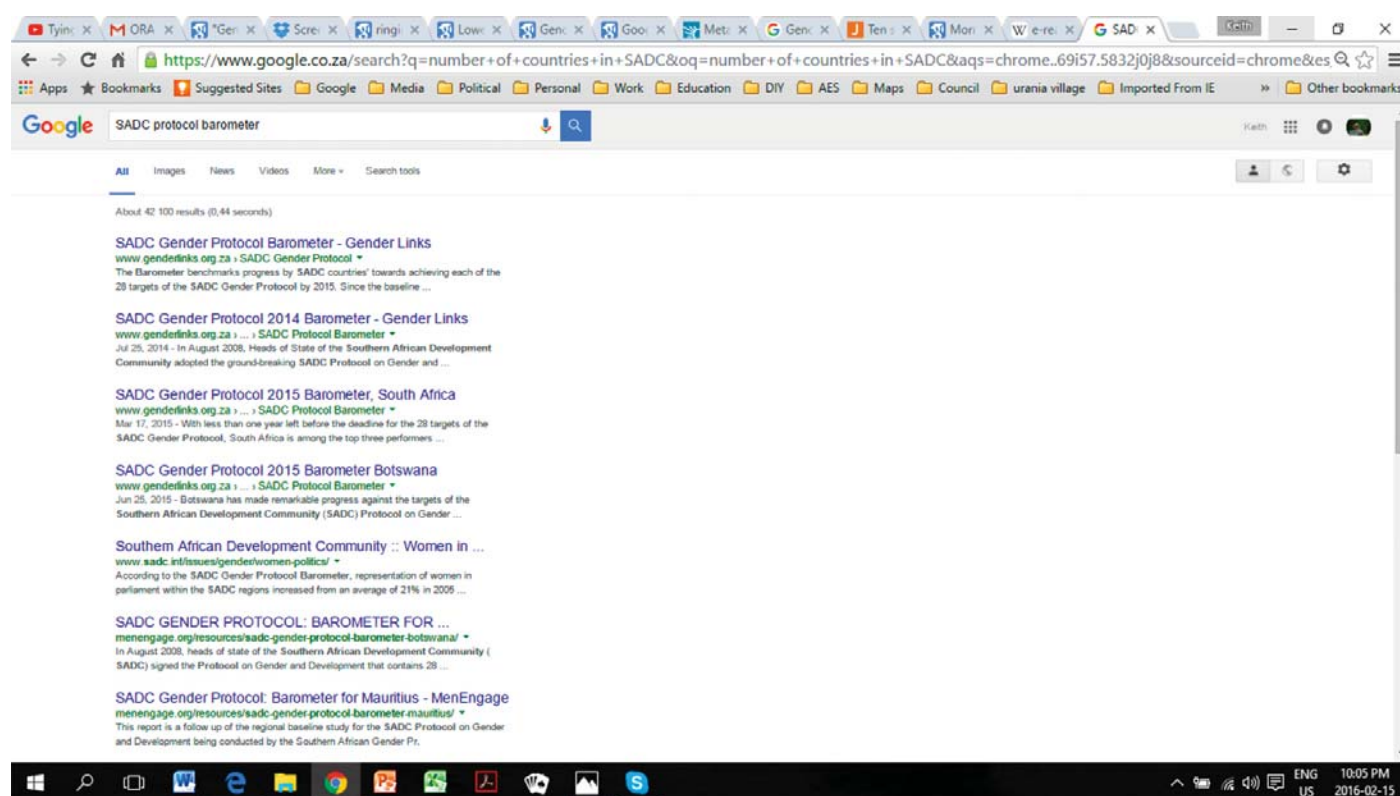 Tying M ORA *Gen Scree ringi Lowe Genc Goo Meta G Genc Ten s Mon W e-rea G SAD Keith
https://www.google.co.za/search?q=number+of+countries+in+SADC&oq=number+of+countries+in+SADC&aqs=chrome..69i57.5832j0j8&sourceid=chrome&es
Apps Bookmarks Suggested Sites Google Media Political Personal Work Education DIY AES Maps Council urania village Imported From IE » Other bookmarks
Google SADC protocol barometer Keith
All Images News Videos More Search tools
About 42 100 results (0,44 seconds)
SADC Gender Protocol Barometer - Gender Links
www.genderlinks.org.za › SADC Gender Protocol
The Barometer benchmarks progress by SADC countries' towards achieving each of the
28 targets of the SADC Gender Protocol by 2015. Since the baseline ...
SADC Gender Protocol 2014 Barometer - Gender Links
www.genderlinks.org.za › ... › SADC Protocol Barometer
Jul 25, 2014 - In August 2008, Heads of State of the Southern African Development
Community adopted the ground-breaking SADC Protocol on Gender and ...
SADC Gender Protocol 2015 Barometer, South Africa
www.genderlinks.org.za › ... › SADC Protocol Barometer
Mar 17, 2015 - With less than one year left before the deadline for the 28 targets of the
SADC Gender Protocol, South Africa is among the top three performers ...
SADC Gender Protocol 2015 Barometer Botswana
www.genderlinks.org.za › ... › SADC Protocol Barometer
Jun 25, 2015 - Botswana has made remarkable progress against the targets of the
Southern African Development Community (SADC) Protocol on Gender ...
Southern African Development Community :: Women in ...
www.sadc.int/issues/gender/women-politics/
According to the SADC Gender Protocol Barometer, representation of women in
parliament within the SADC regions increased from an average of 21% in 2005 ...
SADC GENDER PROTOCOL: BAROMETER FOR ...
menengage.org/resources/sadc-gender-protocol-barometer-botswana/
In August 2008, heads of state of the Southern African Development Community (
SADC) signed the Protocol on Gender and Development that contains 28 ...
SADC Gender Protocol: Barometer for Mauritius - MenEngage
menengage.org/resources/sadc-gender-protocol-barometer-mauritius/
This report is a follow up of the regional baseline study for the SADC Protocol on Gender
and Development being conducted by the Southern African Gender Pr.
ENG 10:05 PM
US 2016-02-15